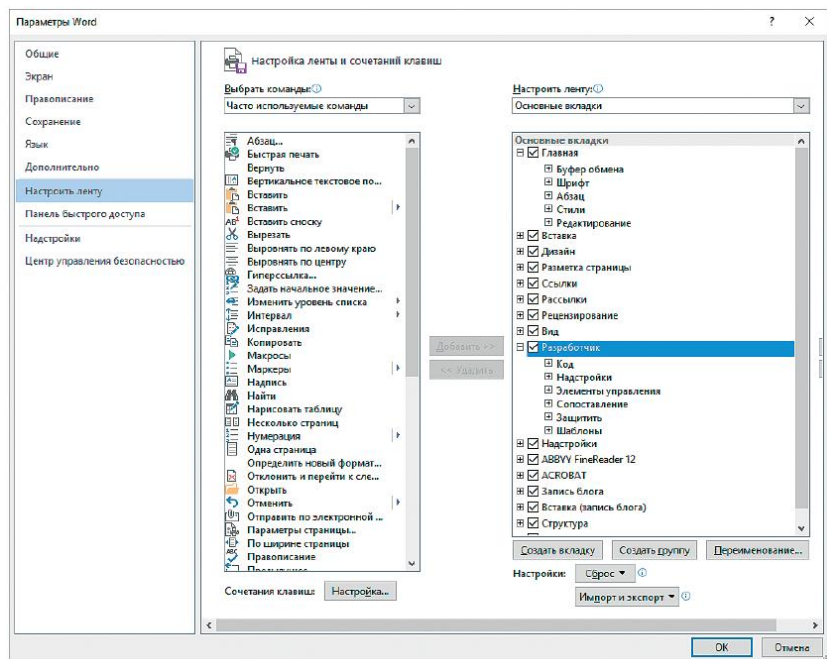 Параметры Word
?
Общие
Экран
Правописание
Сохранение
Язык
Дополнительно
Настроить ленту
Панель быстрого доступа
Надстройки
Центр управления безопасностью
Настройка ленты и сочетаний клавиш
Выбрать команды:
Часто используемые команды
Абзац...
Быстрая печать
Вернуть
Вертикальное текстовое по...
Вставить
Вставить
Вставить сноску
Вырезать
Выровнять по левому краю
Выровнять по центру
Гиперссылка...
Задать начальное значение...
Изменить уровень списка
Интервал
Исправления
Копировать
Макросы
Маркеры
Надпись
Найти
Нарисовать таблицу
Несколько страниц
Нумерация
Одна страница
Определить новый формат...
Отклонить и перейти к сле...
Открыть
Отменить
Отправить по электронной ...
Параметры страницы...
По ширине страницы
Правописание
Сочетания клавиш:
Настройка...
Добавить >>
<< Удалить
Настроить ленту:
Основные вкладки
Основные вкладки
Главная
Буфер обмена
Шрифт
Абзац
Стили
Редактирование
Вставка
Дизайн
Разметка страницы
Ссылки
Рассылки
Рецензирование
Вид
Разработчик
Код
Надстройки
Элементы управления
Сопоставление
Защитить
Шаблоны
Надстройки
ABBYY FineReader 12
ACROBAT
Запись блога
Вставка (запись блога)
Структура
Создать вкладку
Создать группу
Переименование...
Настройки:
Сброс
Импорт и экспорт
ОК
Отмена